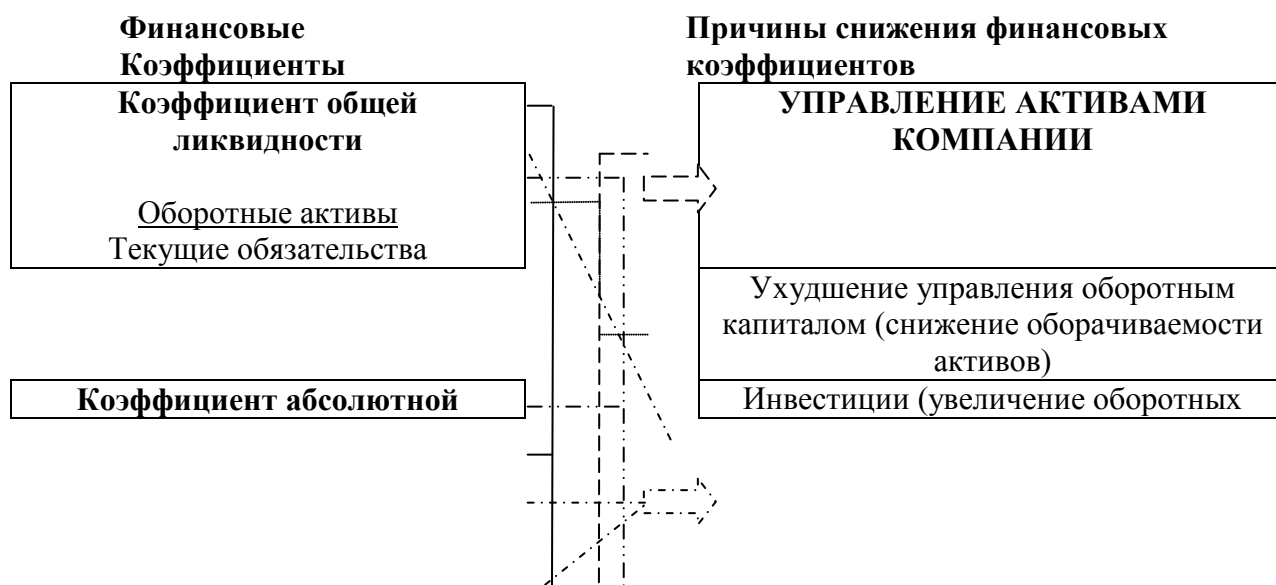 Финансовые
Коэффициенты
Причины снижения финансовых
коэффициентов
Коэффициент общей
ликвидности
Оборотные активы
Текущие обязательства
УПРАВЛЕНИЕ АКТИВАМИ
КОМПАНИИ
Ухудшение управления оборотным
капиталом (снижение оборачиваемости
активов)
Коэффициент абсолютной
Инвестиции (увеличение оборотных